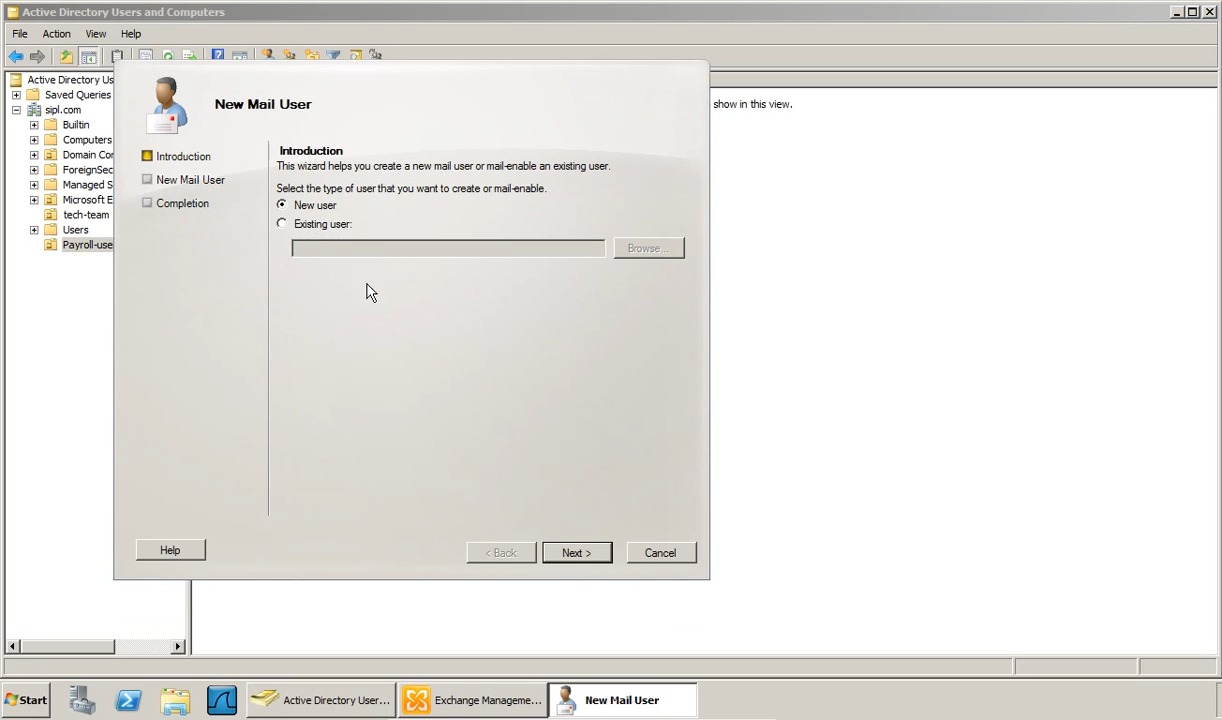 Active Directory Users and Computers
File Action View Help
Active Directory Us
Saved Queries
sipl.com
Builtin
Computers
Domain Con
ForeignSec
Managed S
Microsoft E
tech-team
Users
Payroll-use
show in this view.
New Mail User
Introduction
New Mail User
Completion
Introduction
This wizard helps you create a new mail user or mail-enable an existing user.
Select the type of user that you want to create or mail-enable.
New user
Existing user:
Browse...
Help
< Back
Next >
Cancel
Start
Active Directory User...
Exchange Manageme...
New Mail User